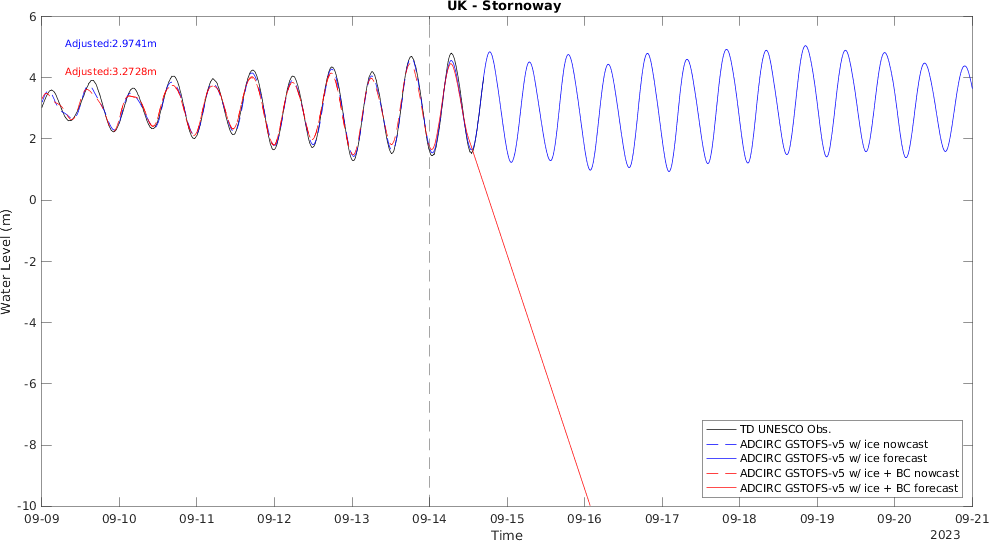 UK - Stornoway
Adjusted:2.9741m
Adjusted:3.2728m
Water Level (m)
6
4
2
0
-2
-4
-6
-8
-10
09-09 09-10 09-11 09-12 09-13 09-14 09-15 09-16 09-17 09-18 09-19 09-20 09-21
Time
2023
TD UNESCO Obs.
ADCIRC GSTOFS-v5 w/ ice nowcast
ADCIRC GSTOFS-v5 w/ ice forecast
ADCIRC GSTOFS-v5 w/ ice + BC nowcast
ADCIRC GSTOFS-v5 w/ ice + BC forecast